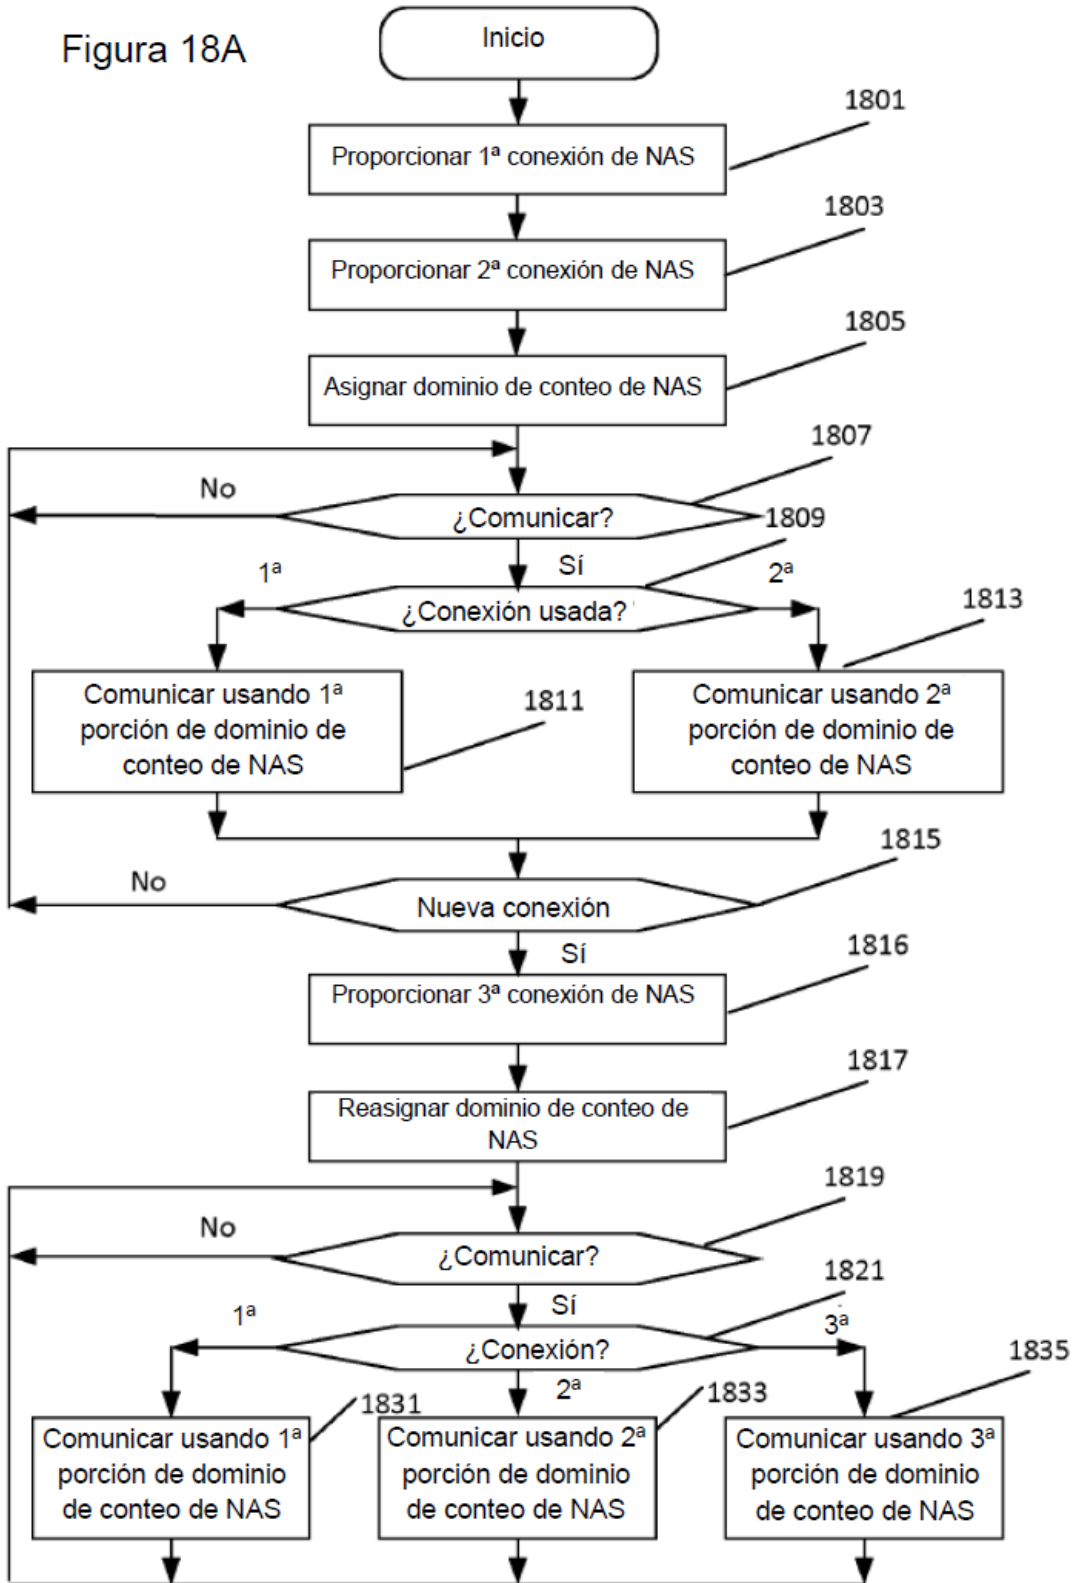 Figura 18A
Inicio
1801
Proporcionar 1ª conexión de NAS
1803
Proporcionar 2ª conexión de NAS
1805
Asignar dominio de conteo de NAS
1807
No
¿Comunicar?
1809
Sí
1ª
2ª
¿Conexión usada?
1813
Comunicar usando 1ª
porción de dominio de
conteo de NAS
1811
Comunicar usando 2ª
porción de dominio de
conteo de NAS
1815
No
Nueva conexión
Sí
1816
Proporcionar 3ª conexión de NAS
1817
Reasignar dominio de conteo de
NAS
1819
No
¿Comunicar?
1821
Sí
1ª
3ª
¿Conexión?
1835
2ª
1831
1833
Comunicar usando 1ª
porción de dominio
de conteo de NAS
Comunicar usando 2ª
porción de dominio
de conteo de NAS
Comunicar usando 3ª
porción de dominio
de conteo de NAS